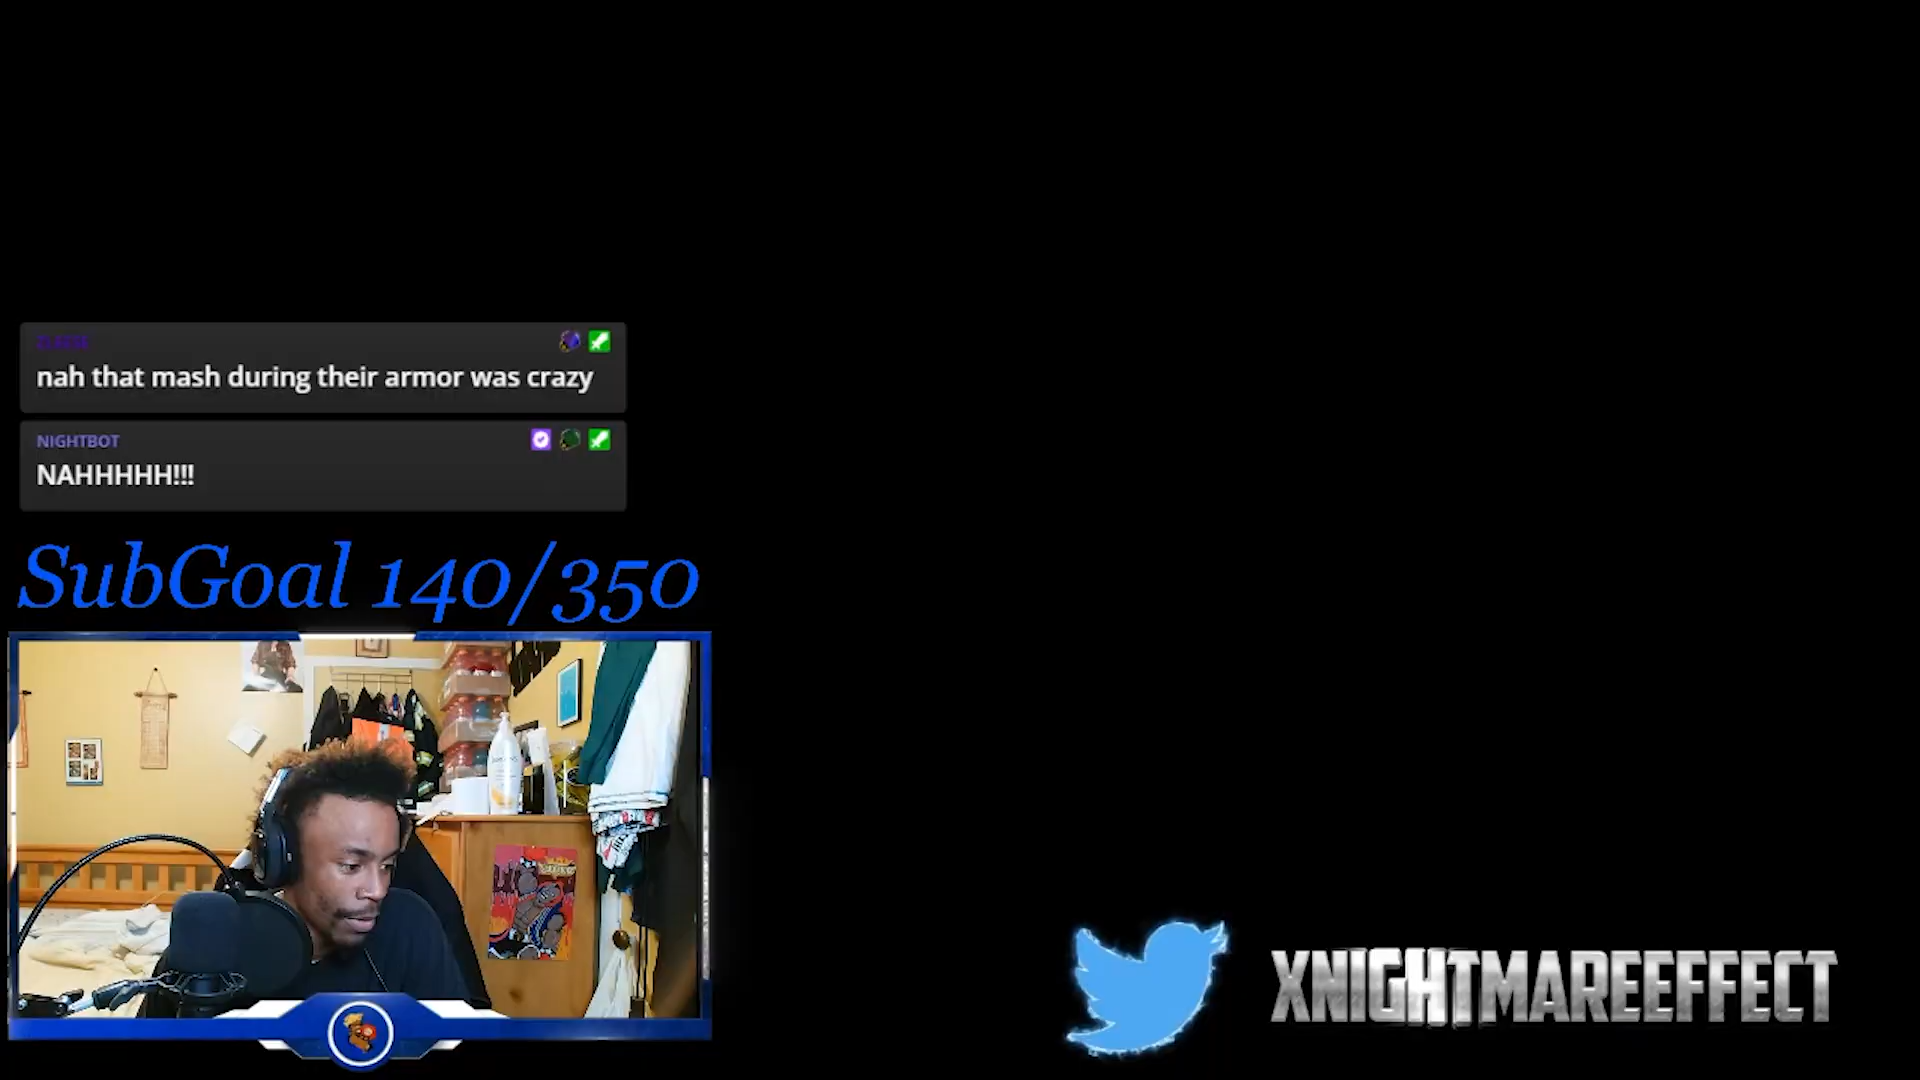 nah that mash during their armor was crazy
NIGHTBOT
NAHHHHH!!!
SubGoal 140/350
XNIGHTMAREEFFECT